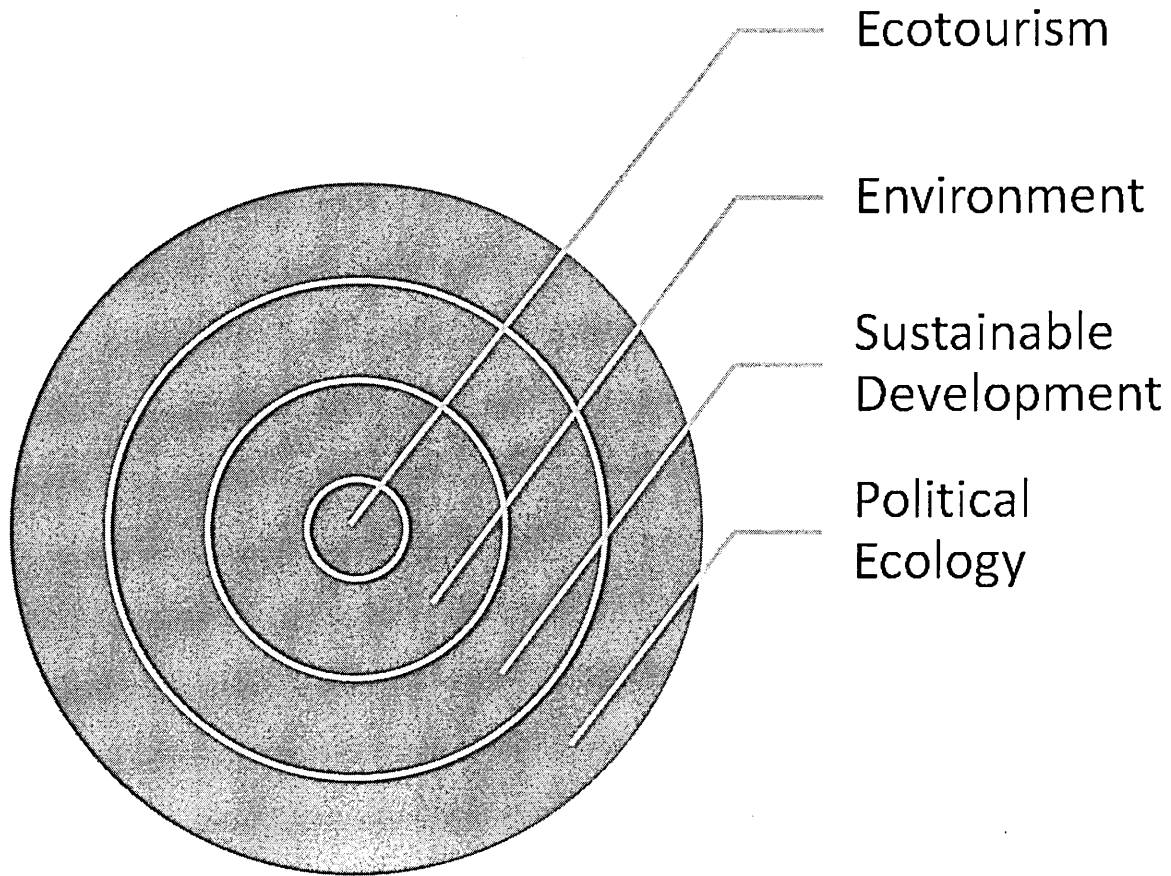 Ecotourism
Environment
Sustainable
Development
Political
Ecology